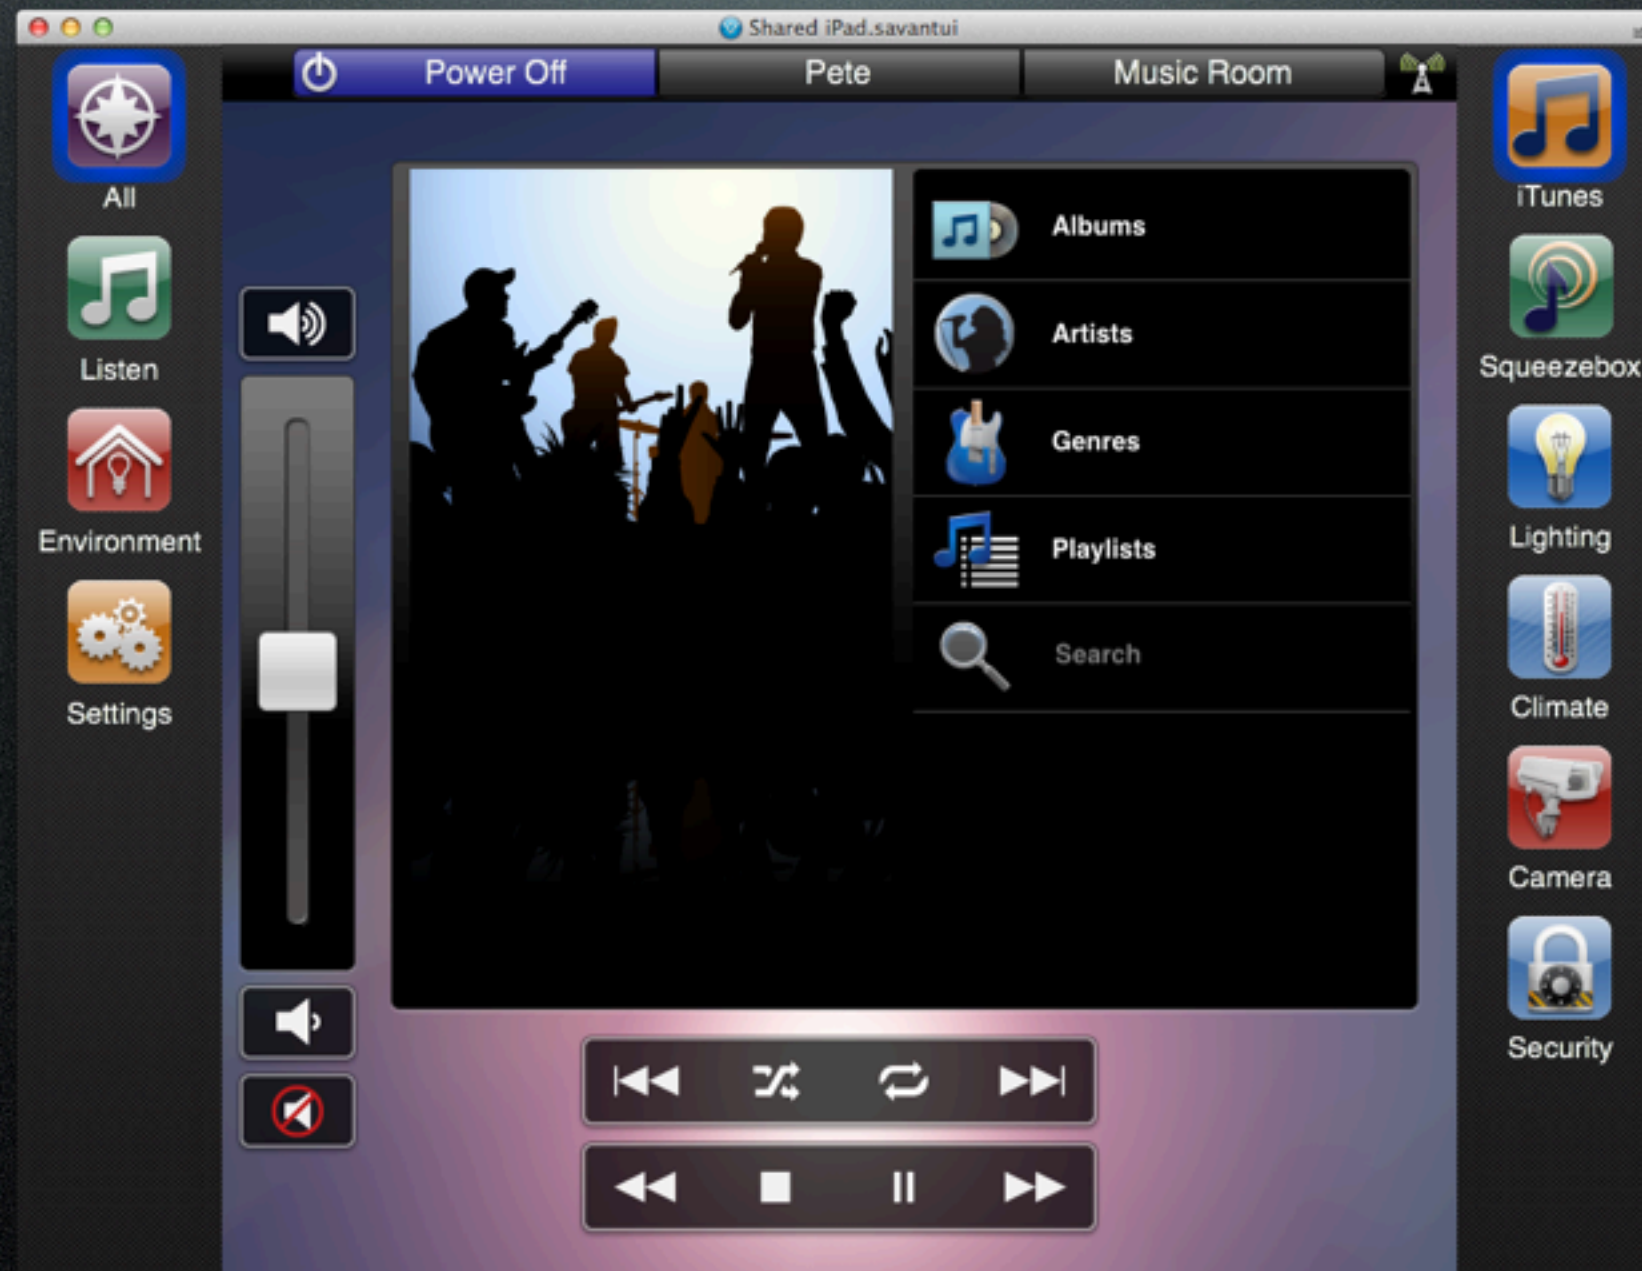 Shared iPad.savantui
Power Off
Pete
Music Room
All
Listen
Environment
Settings
Albums
Artists
Genres
Playlists
Search
iTunes
Squeezebox
Lighting
Climate
Camera
Security